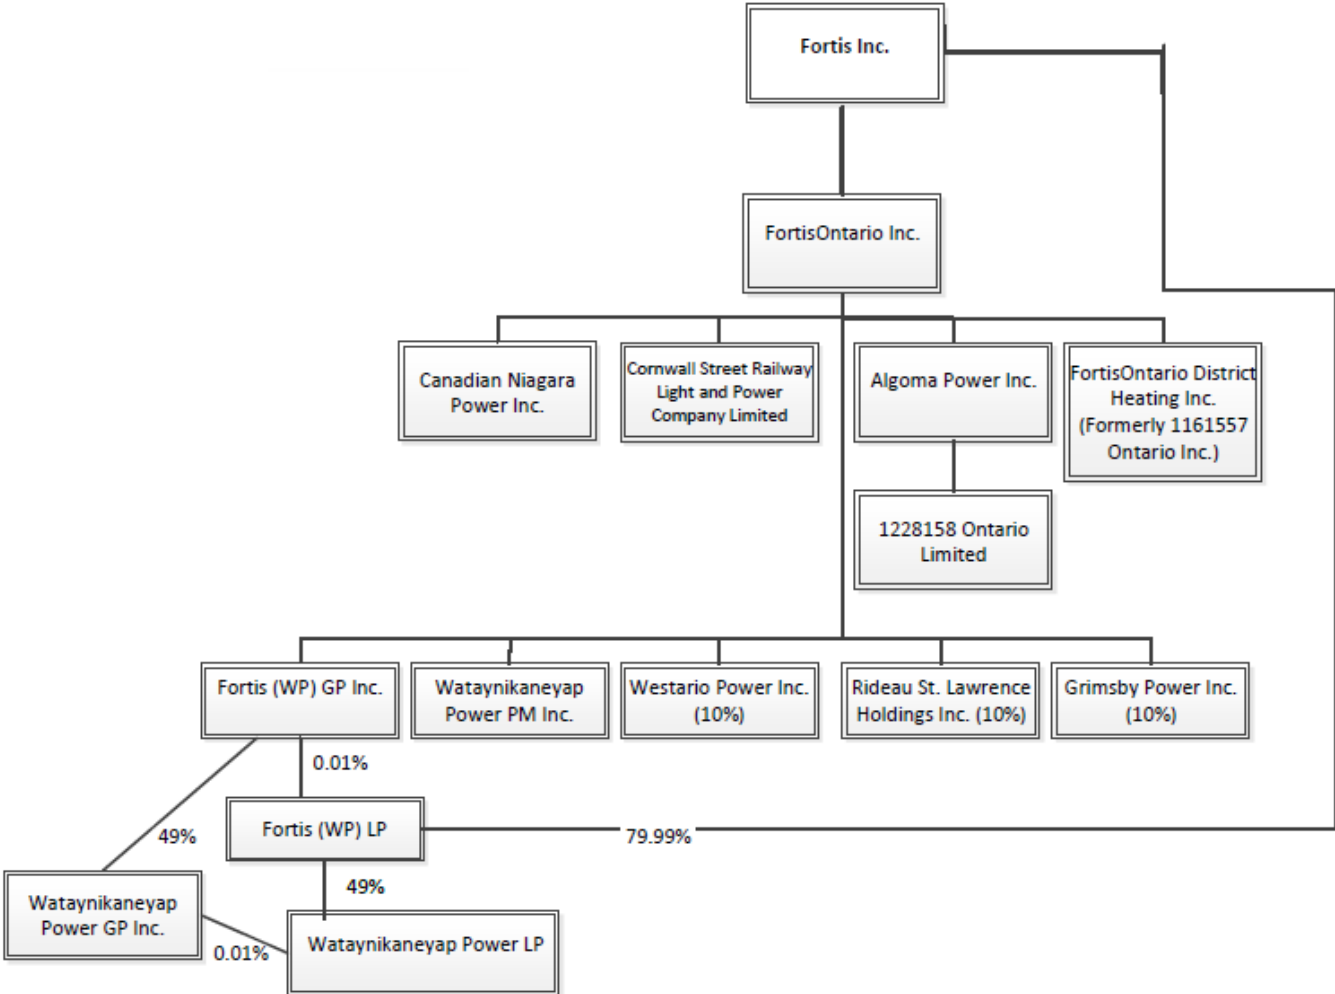 Fortis Inc.
FortisOntario Inc.
Canadian Niagara
Power Inc.
Cornwall Street Railway
Light and Power
Company Limited
Algoma Power Inc.
FortisOntario District
Heating Inc.
(Formerly 1161557
Ontario Inc.)
1228158 Ontario
Limited
Fortis (WP) GP Inc.
Wataynikaneyap
Power PM Inc.
Westario Power Inc.
(10%)
Rideau St. Lawrence
Holdings Inc. (10%)
Grimsby Power Inc.
(10%)
0.01%
49%
Fortis (WP) LP
79.99%
49%
Wataynikaneyap
Power GP Inc.
0.01%
Wataynikaneyap Power LP